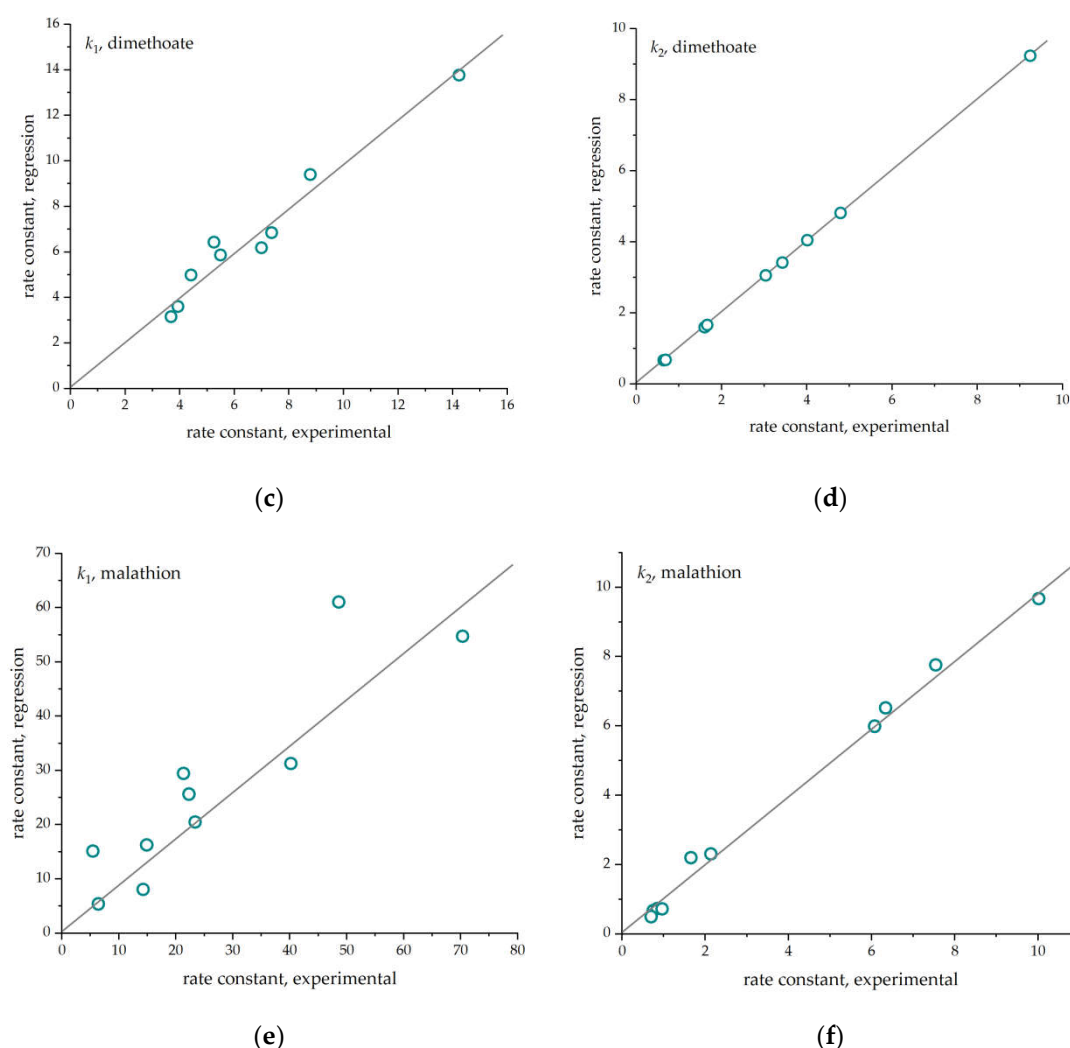 k₁, dimethoate
rate constant, regression
16
14
12
10
8
6
4
2
0
0 2 4 6 8 10 12 14 16
rate constant, experimental
(c)
k₂, dimethoate
rate constant, regression
10
8
6
4
2
0
0 2 4 6 8 10
rate constant, experimental
(d)
k₁, malathion
rate constant, regression
70
60
50
40
30
20
10
0
0 10 20 30 40 50 60 70 80
rate constant, experimental
(e)
k₂, malathion
rate constant, regression
10
8
6
4
2
0
0 2 4 6 8 10
rate constant, experimental
(f)